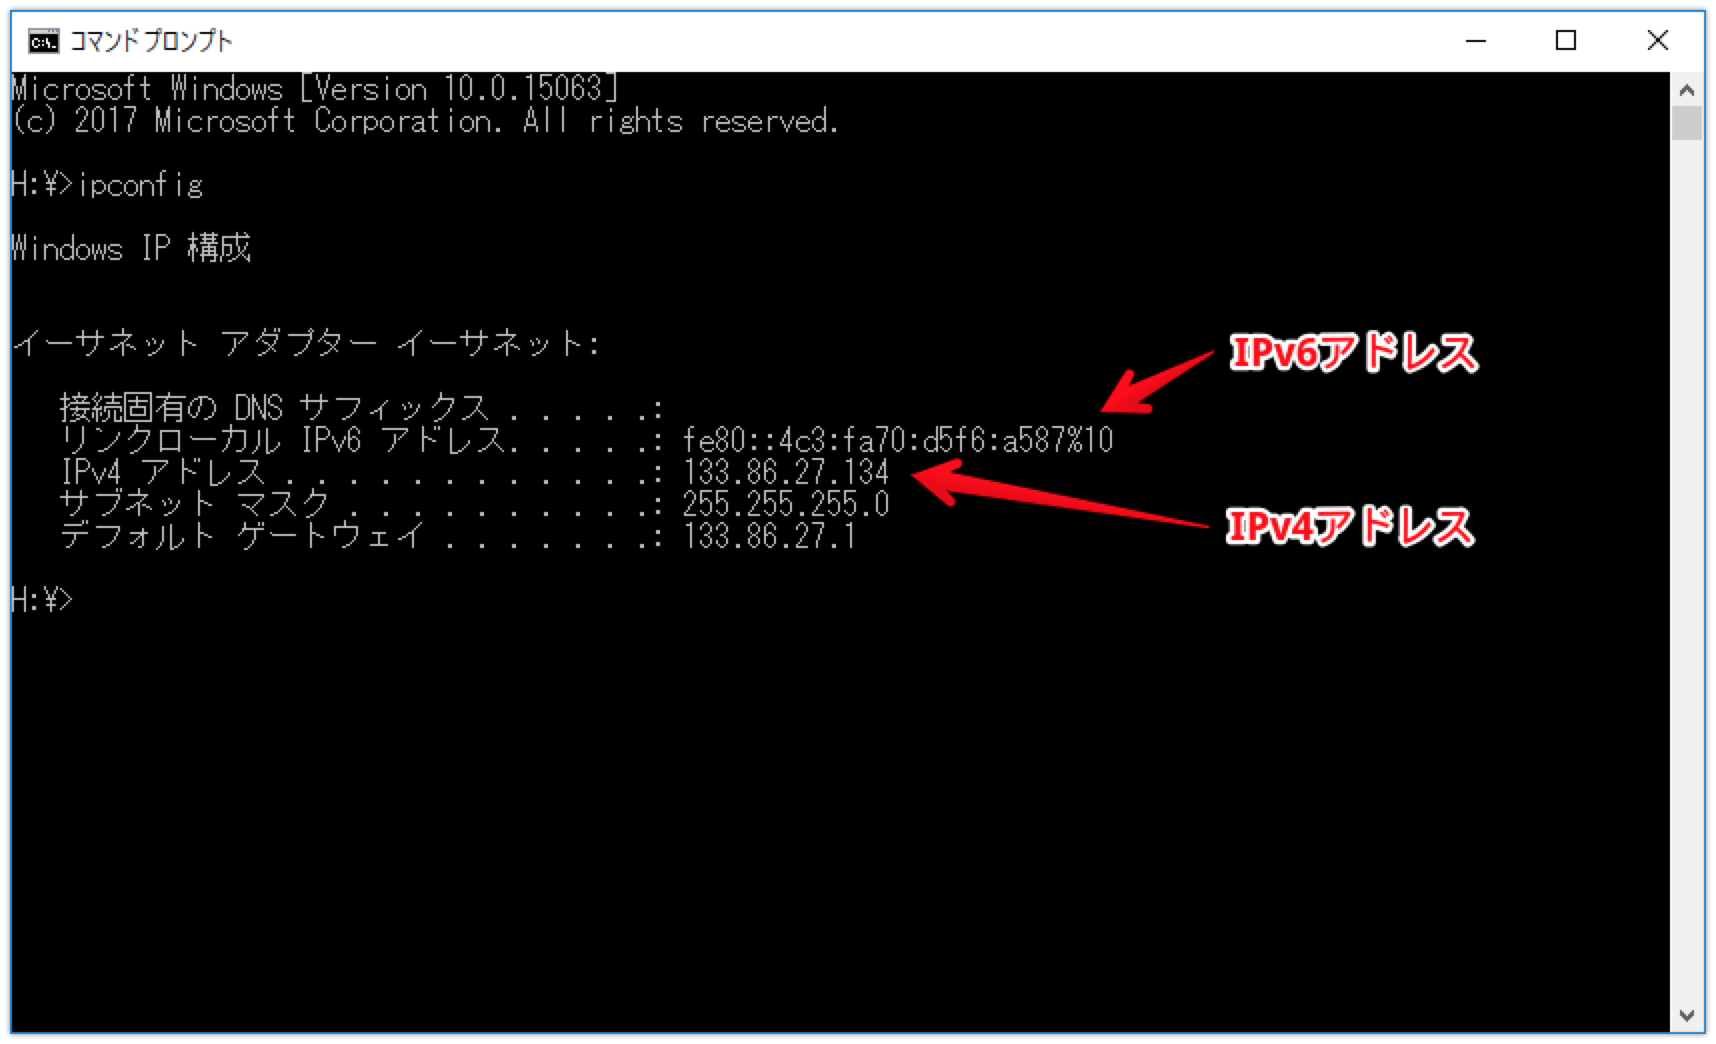 コマンド プロンプト
Microsoft Windows [Version 10.0.15063]
(c) 2017 Microsoft Corporation. All rights reserved.
H:¥>ipconfig
Windows IP 構成
イーサネット アダプター イーサネット:
接続固有の DNS サフィックス . . . . .:
リンクローカル IPv6 アドレス. . . . .: fe80::4c3:fa70:d5f6:a587%10
IPv4 アドレス . . . . . . . . . . . .: 133.86.27.134
サブネット マスク . . . . . . . . . .: 255.255.255.0
デフォルト ゲートウェイ . . . . . . .: 133.86.27.1
H:¥>
IPv6アドレス
IPv4アドレス